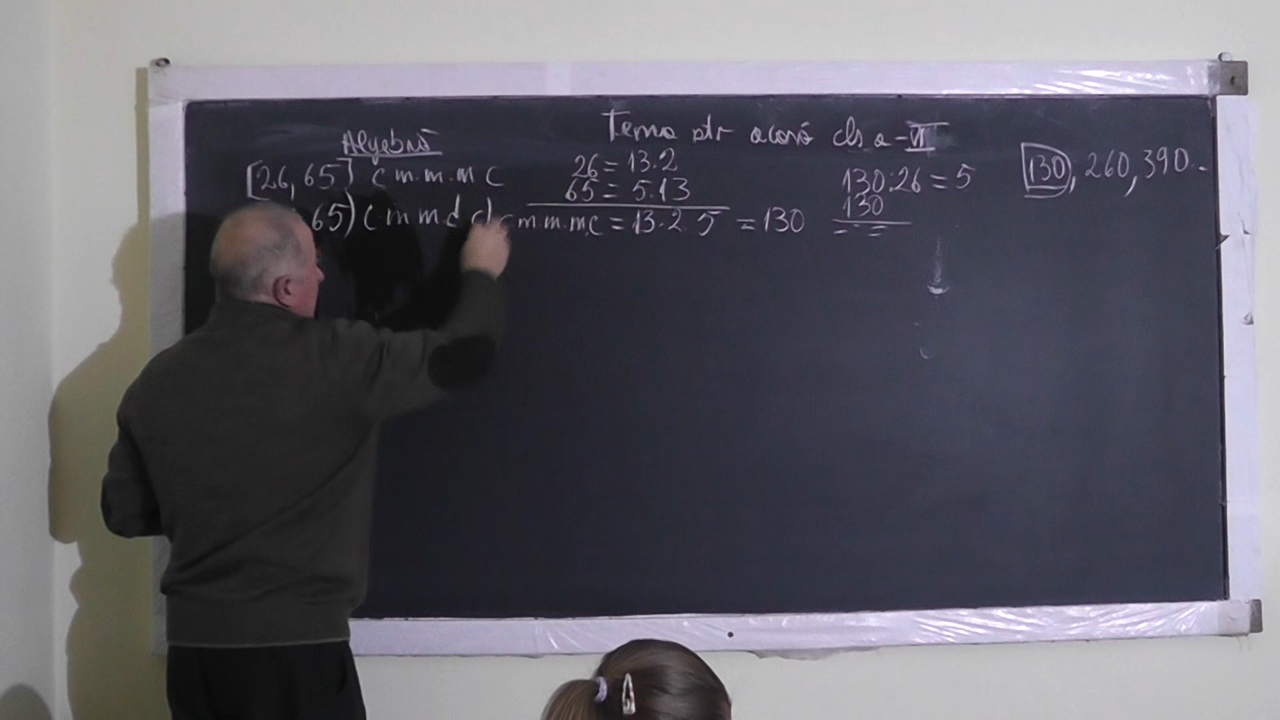 Algebră
Tema ptr acasă cls a-VI
[26, 65] c m.m.m c
26 = 13.2
65 = 5.13
130:26 = 5
130
130, 260, 390..
65) c m m d c
c m m.m.c = 13.2.5 = 130